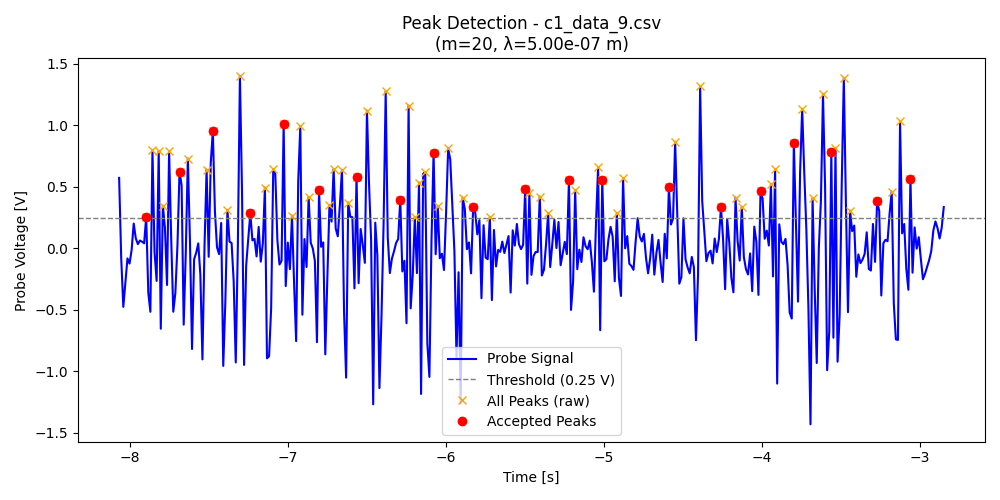 Peak Detection - c1_data_9.csv
(m=20, λ=5.00e-07 m)
Probe Voltage [V]
1.5
1.0
0.5
0.0
−0.5
−1.0
−1.5
Probe Signal
Threshold (0.25 V)
All Peaks (raw)
Accepted Peaks
−8 −7 −6 −5 −4 −3
Time [s]